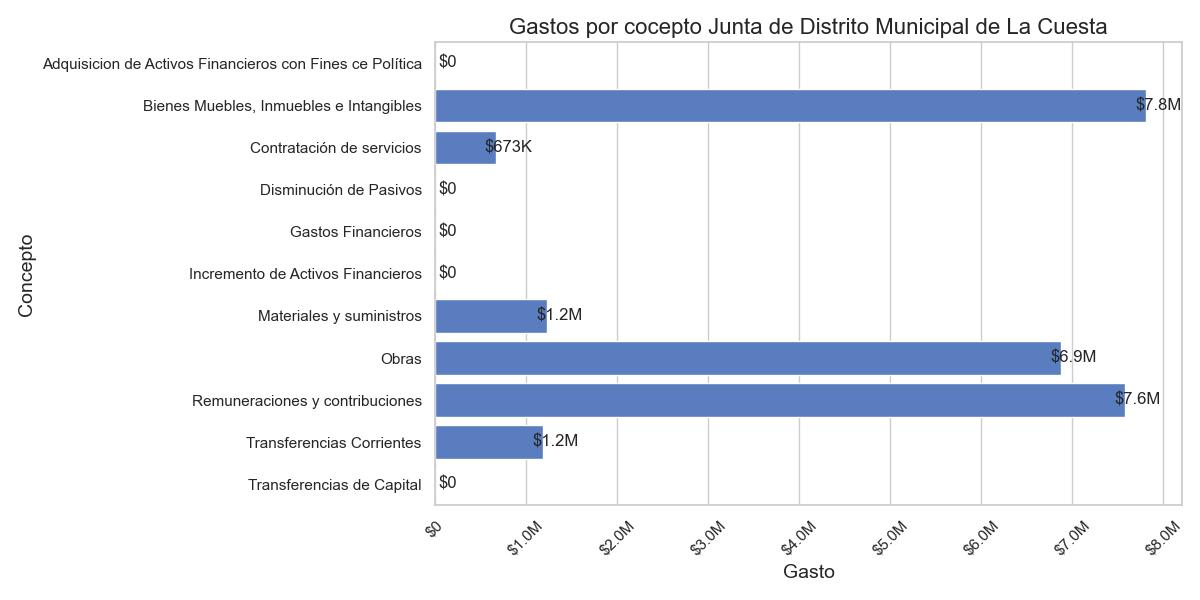 Gastos por cocepto Junta de Distrito Municipal de La Cuesta
Concepto
Adquisicion de Activos Financieros con Fines ce Política $0
Bienes Muebles, Inmuebles e Intangibles $7.8M
Contratación de servicios $673K
Disminución de Pasivos $0
Gastos Financieros $0
Incremento de Activos Financieros $0
Materiales y suministros $1.2M
Obras $6.9M
Remuneraciones y contribuciones $7.6M
Transferencias Corrientes $1.2M
Transferencias de Capital $0
$0 $1.0M $2.0M $3.0M $4.0M $5.0M $6.0M $7.0M $8.0M
Gasto